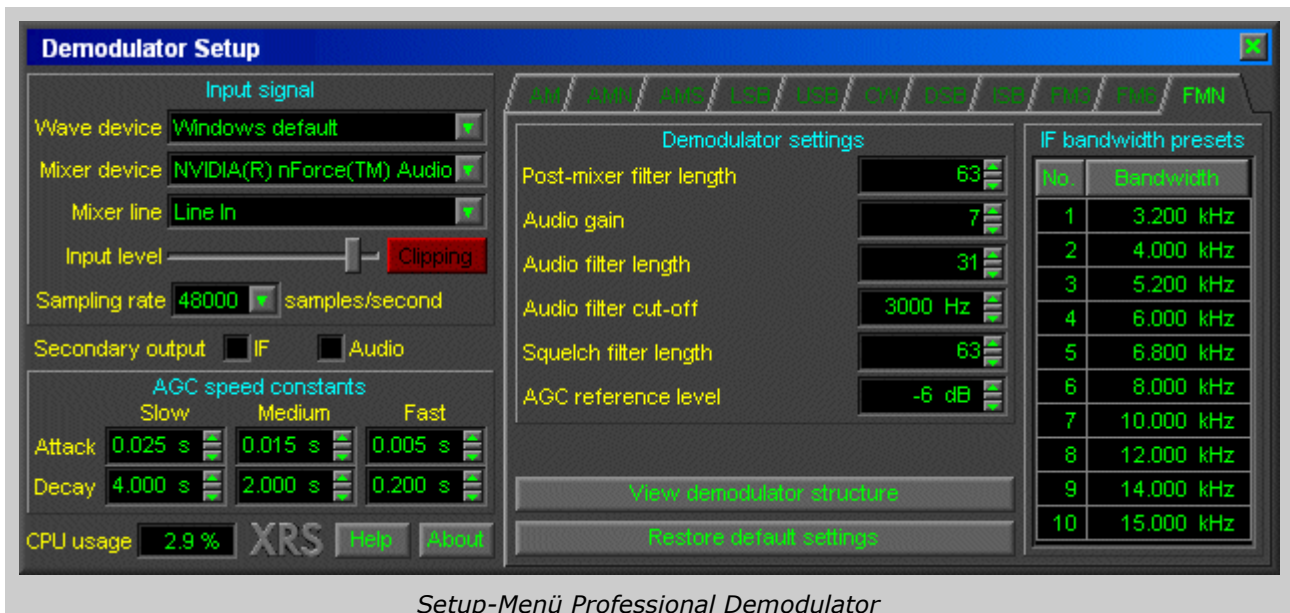 Demodulator Setup
Input signal
Wave device Windows default
Mixer device NVIDIA(R) nForce(TM) Audio
Mixer line Line In
Input level Clipping
Sampling rate 48000 samples/second
Secondary output IF Audio
AGC speed constants
Slow Medium Fast
Attack 0.025 s 0.015 s 0.005 s
Decay 4.000 s 2.000 s 0.200 s
CPU usage 2.9 % XRS Help About
AM AMN AMS LSB USB CW DSB ISB FM3 FM6 FMN
Demodulator settings
Post-mixer filter length 63
Audio gain 7
Audio filter length 31
Audio filter cut-off 3000 Hz
Squelch filter length 63
AGC reference level -6 dB
View demodulator structure
Restore default settings
IF bandwidth presets
No. Bandwidth
1 3.200 kHz
2 4.000 kHz
3 5.200 kHz
4 6.000 kHz
5 6.800 kHz
6 8.000 kHz
7 10.000 kHz
8 12.000 kHz
9 14.000 kHz
10 15.000 kHz
Setup-Menü Professional Demodulator